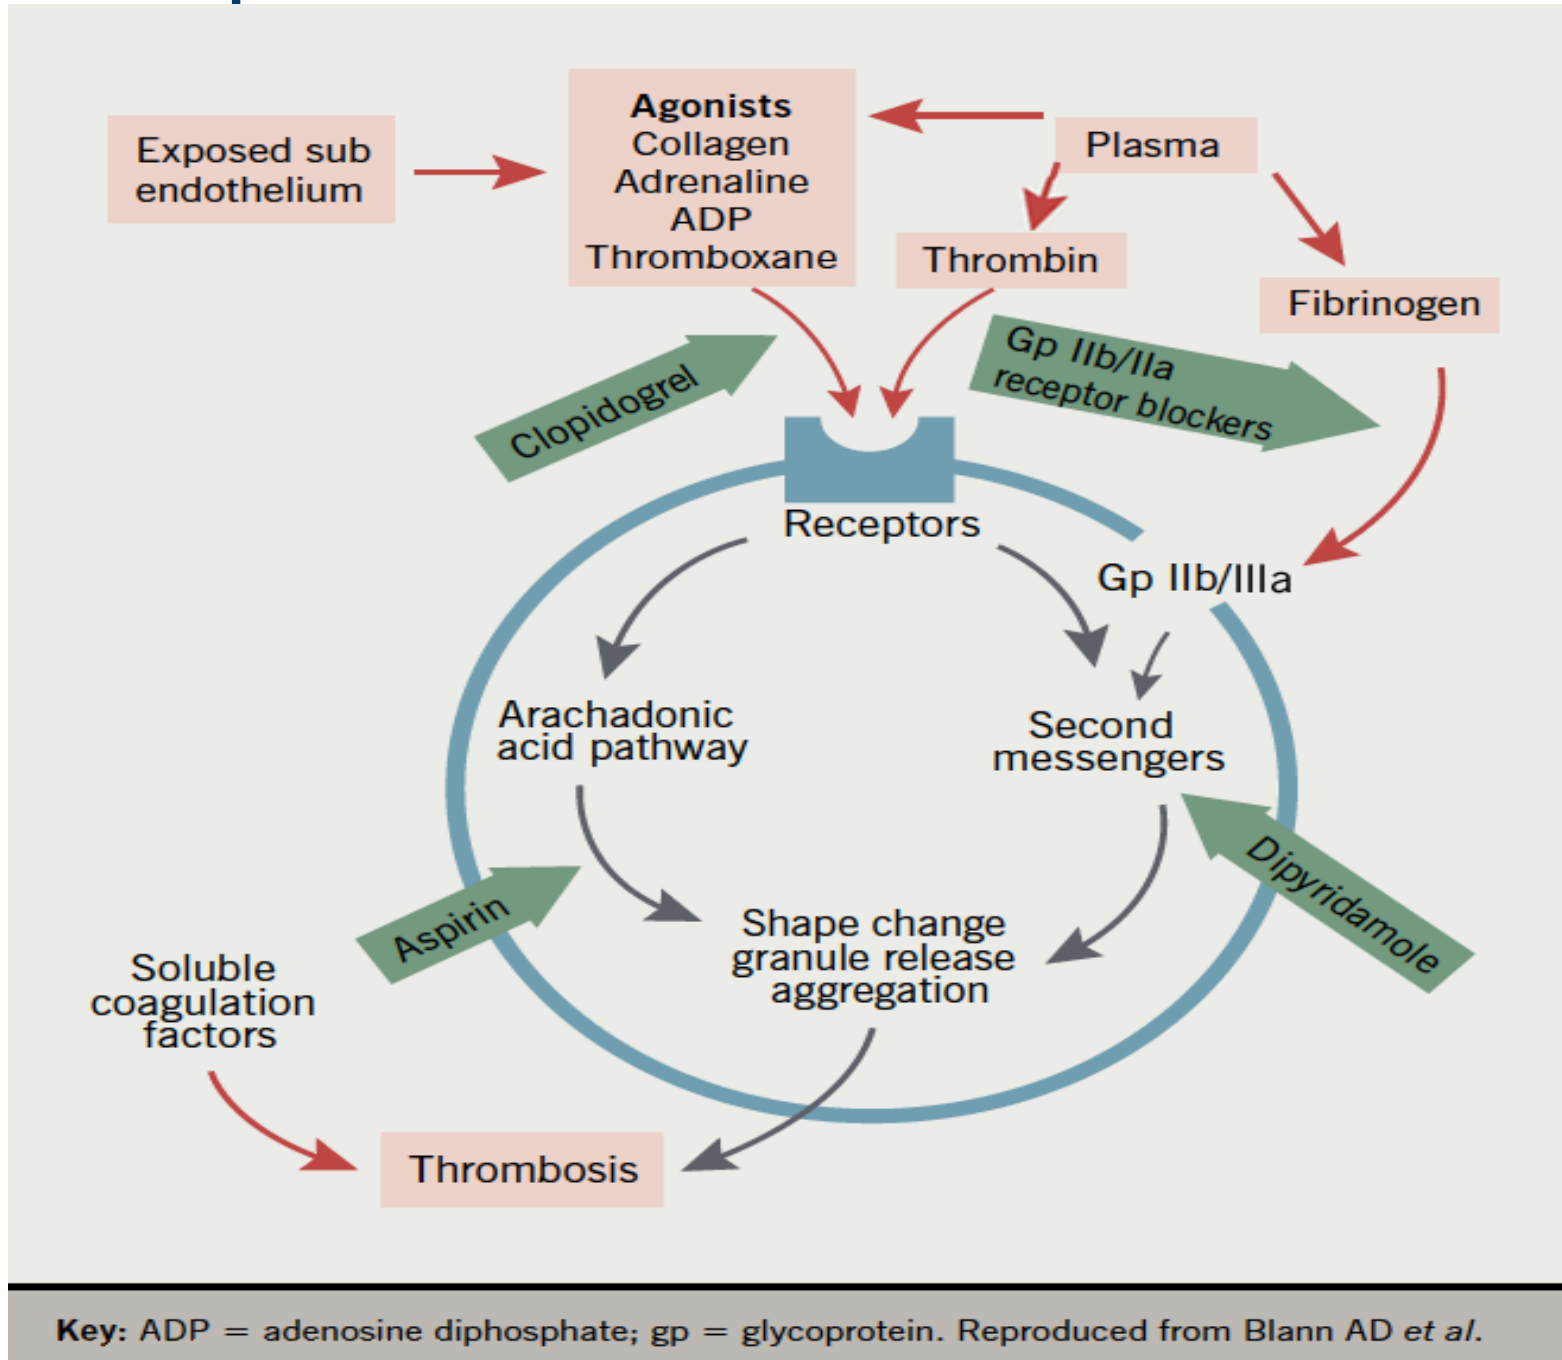 Agonists
Collagen
Adrenaline
ADP
Thromboxane
Exposed sub
endothelium
Plasma
Thrombin
Fibrinogen
Gp IIb/IIa
receptor blockers
Clopidogrel
Receptors
Gp IIb/IIIa
Arachadonic
acid pathway
Second
messengers
Aspirin
Dipyridamole
Shape change
granule release
aggregation
Soluble
coagulation
factors
Thrombosis
Key: ADP = adenosine diphosphate; gp = glycoprotein. Reproduced from Blann AD et al.